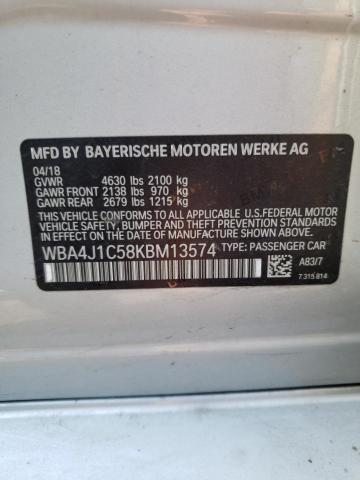 MFD BY BAYERISCHE MOTOREN WERKE AG
04/18
GVWR 4630 lbs 2100 kg
GAWR FRONT 2138 lbs 970 kg
GAWR REAR 2679 lbs 1215 kg
THIS VEHICLE CONFORMS TO ALL APPLICABLE U.S.FEDERAL MOTOR
VEHICLE SAFETY, BUMPER AND THEFT PREVENTION STANDARDS
IN EFFECT ON THE DATE OF MANUFACTURE SHOWN ABOVE.
WBA4J1C58KBM13574 TYPE: PASSENGER CAR
A83/7
7 315 814